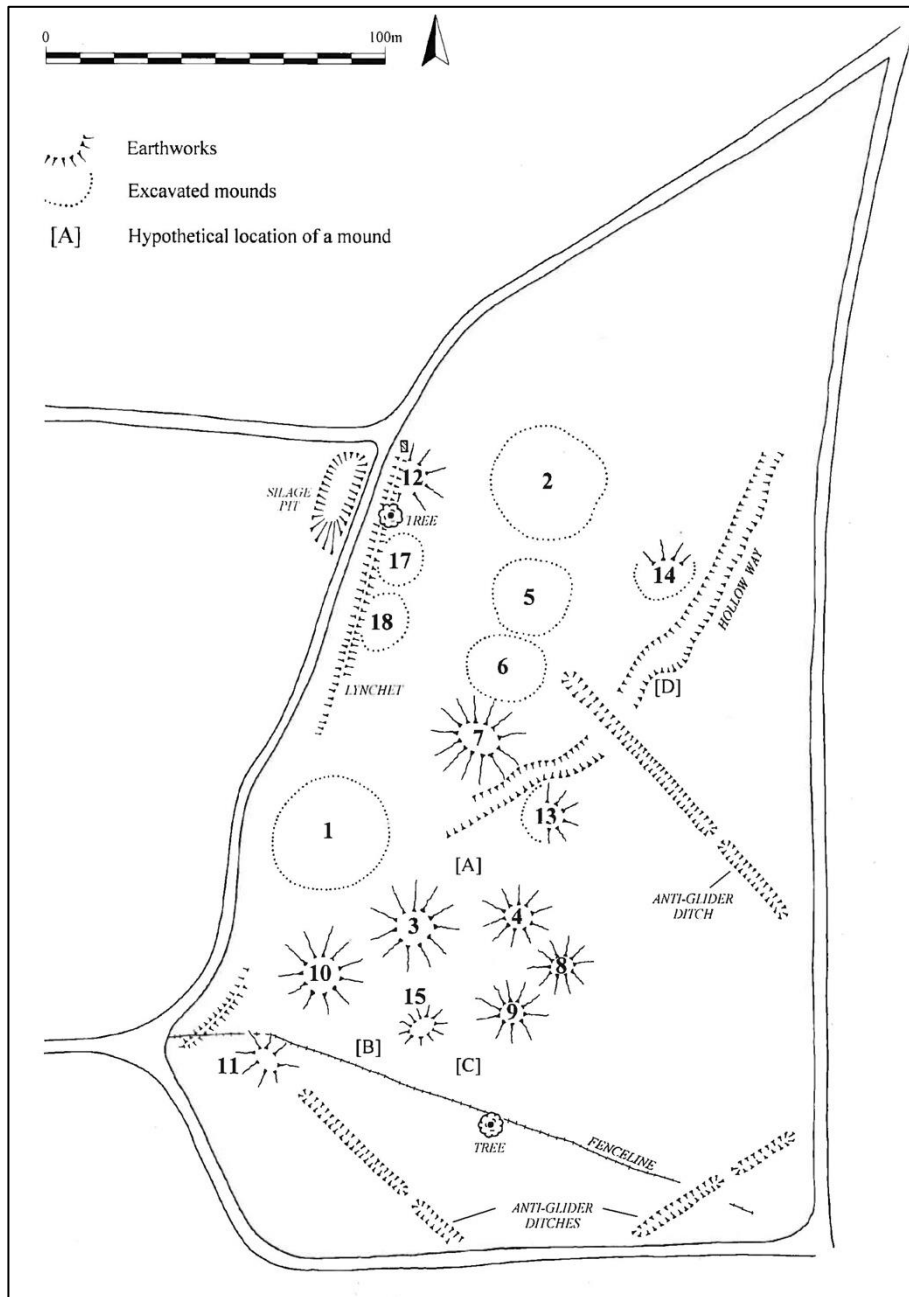 0 100m
Earthworks
Excavated mounds
[A] Hypothetical location of a mound
2
12
SILAGE
PIT
TREE
17
14
5
HOLLOW WAY
18
6
[D]
LYNCHET
7
13
1
[A]
ANTI-GLIDER
DITCH
4
3
8
10
15
9
[B]
[C]
11
TREE
FENCELINE
ANTI-GLIDER
DITCHES